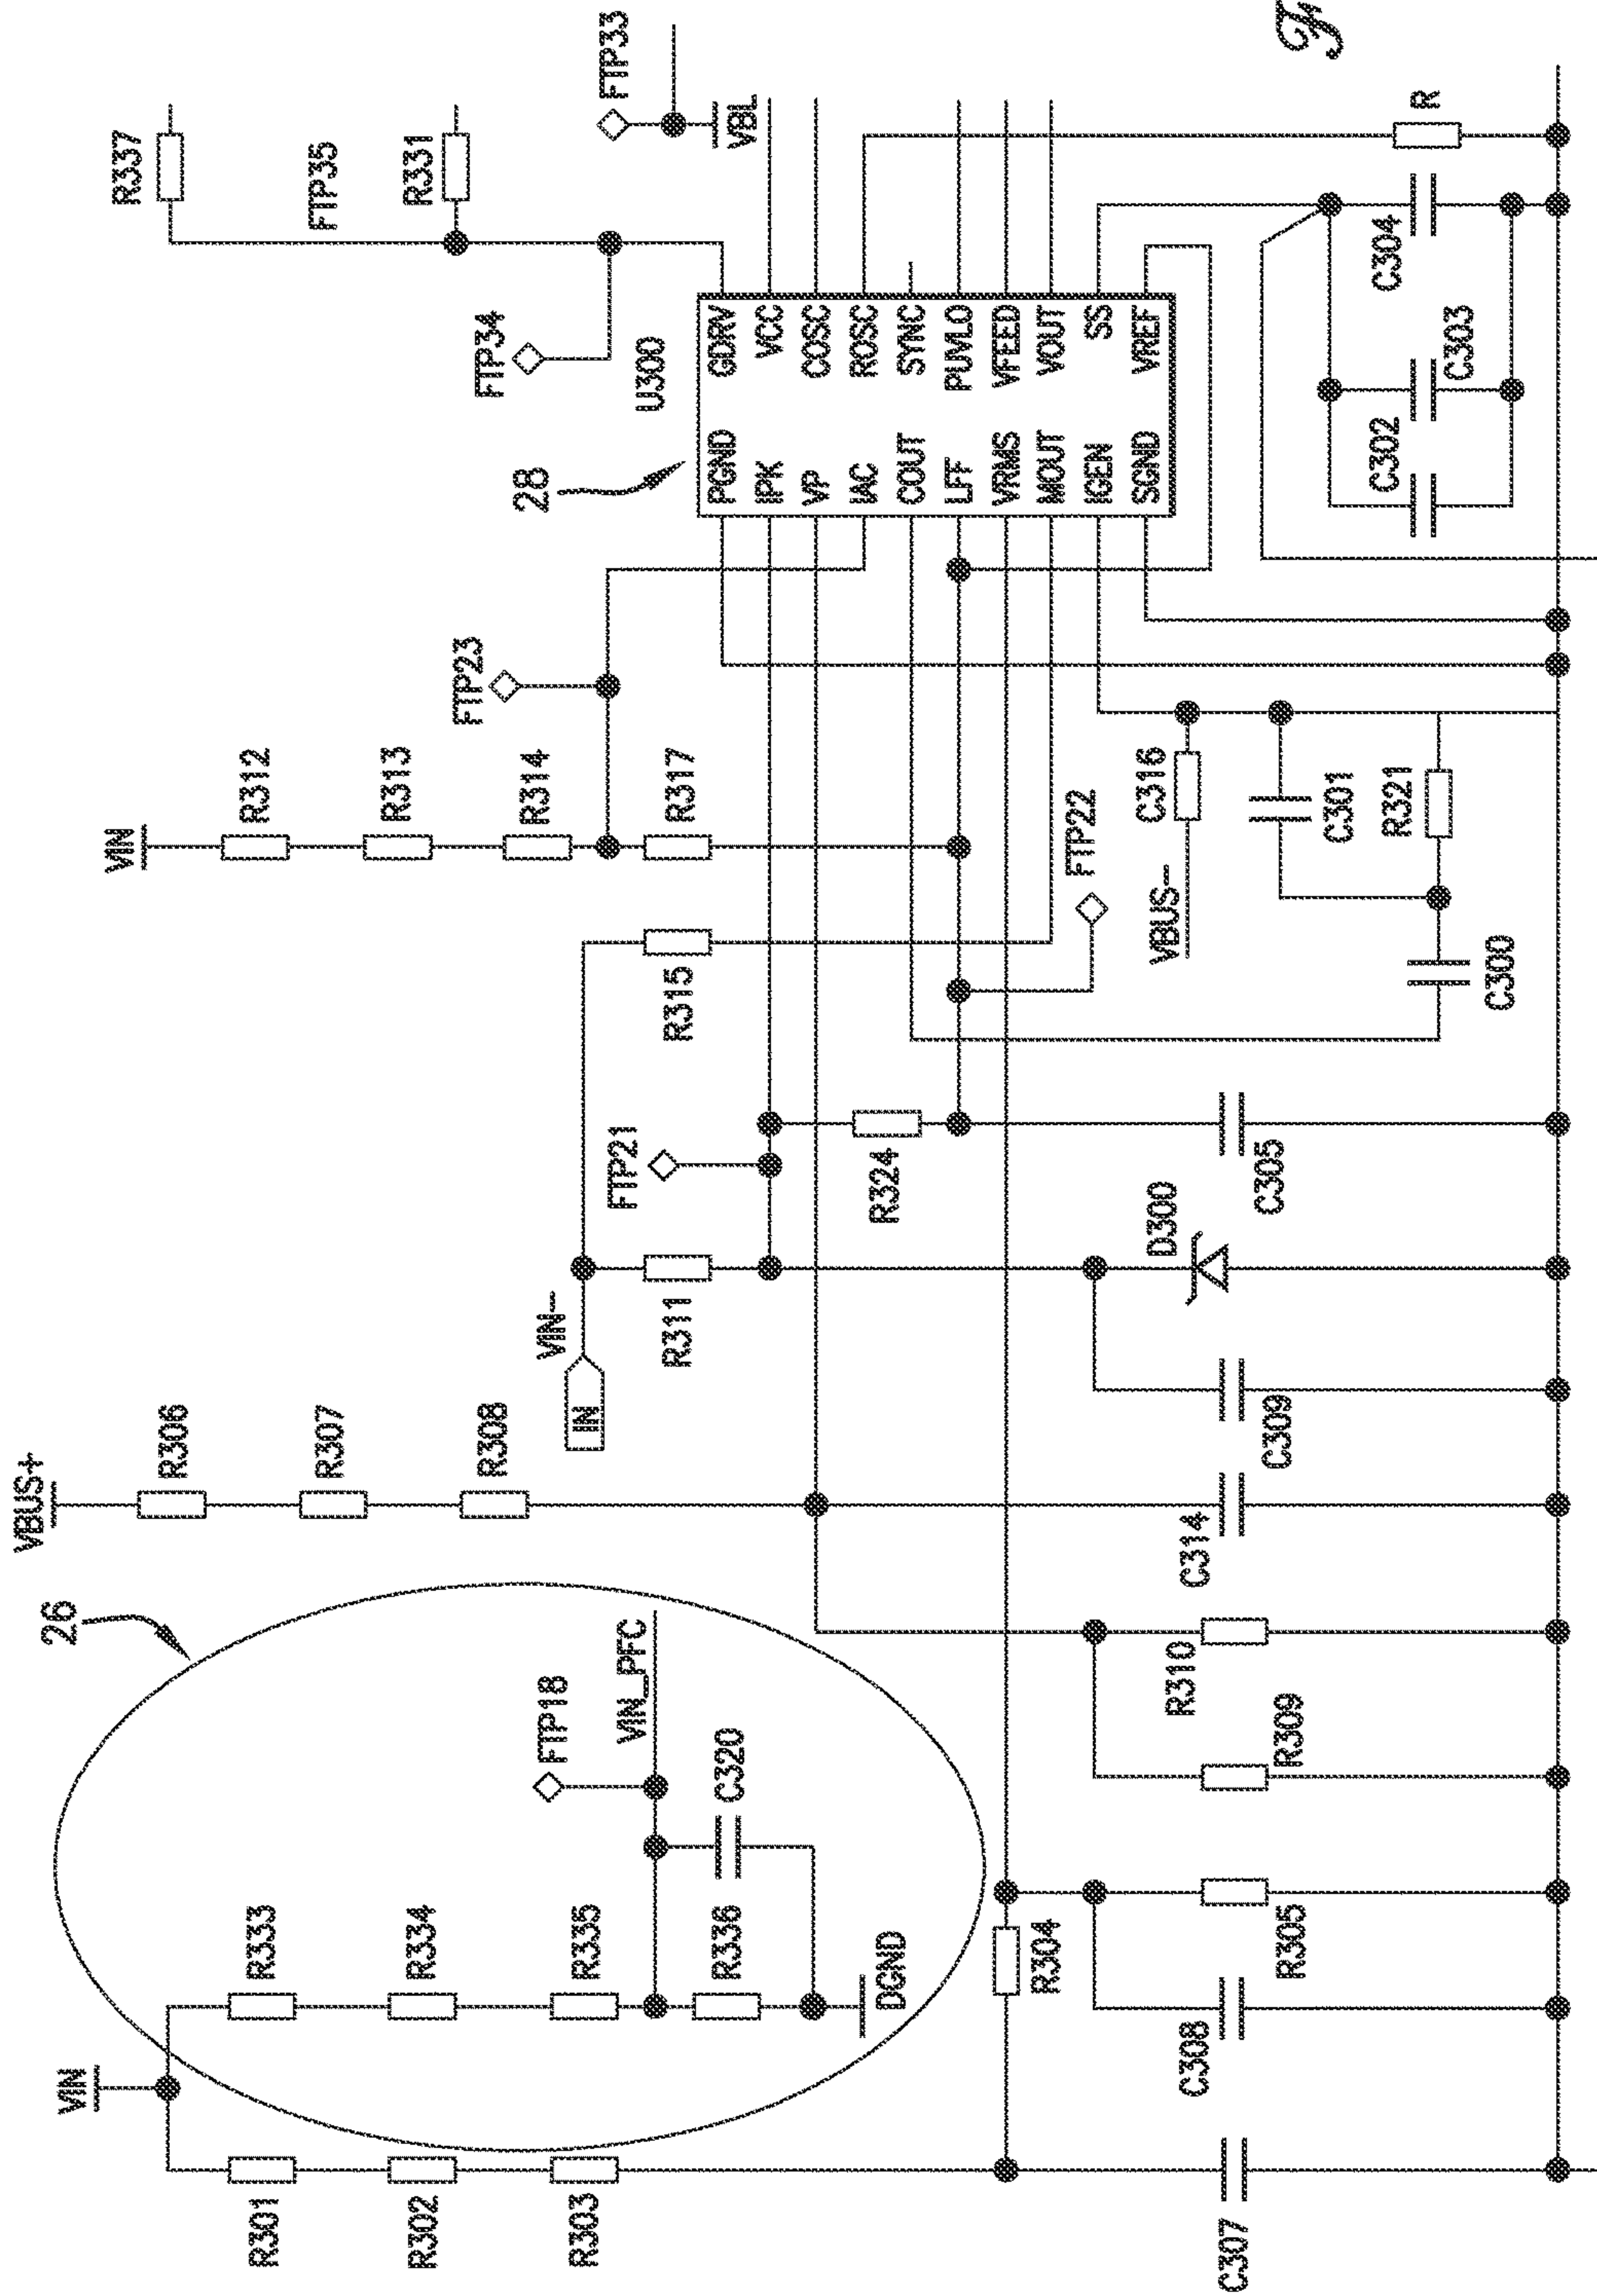 26
VIN
R301
R302
R303
R333
R334
R335
R336
C320
DGND
FTP18
VIN_PFC
VBUS+
R306
R307
R308
IN
VIN-
R311
R315
FTP21
R324
VIN
R312
R313
R314
R317
FTP23
FTP22
28
U300
PGND
IPK
VP
IAC
COUT
LFF
VRMS
MOUT
IGEN
SGND
GDRV
VCC
COSC
ROSC
SYNC
PUVLO
VFEED
VOUT
SS
VREF
FTP34
FTP35
R337
R331
FTP33
VBL
R304
C307
C308
R305
R309
R310
C314
C309
D300
C305
VBUS-
C316
C301
R321
C300
C302
C303
C304
R